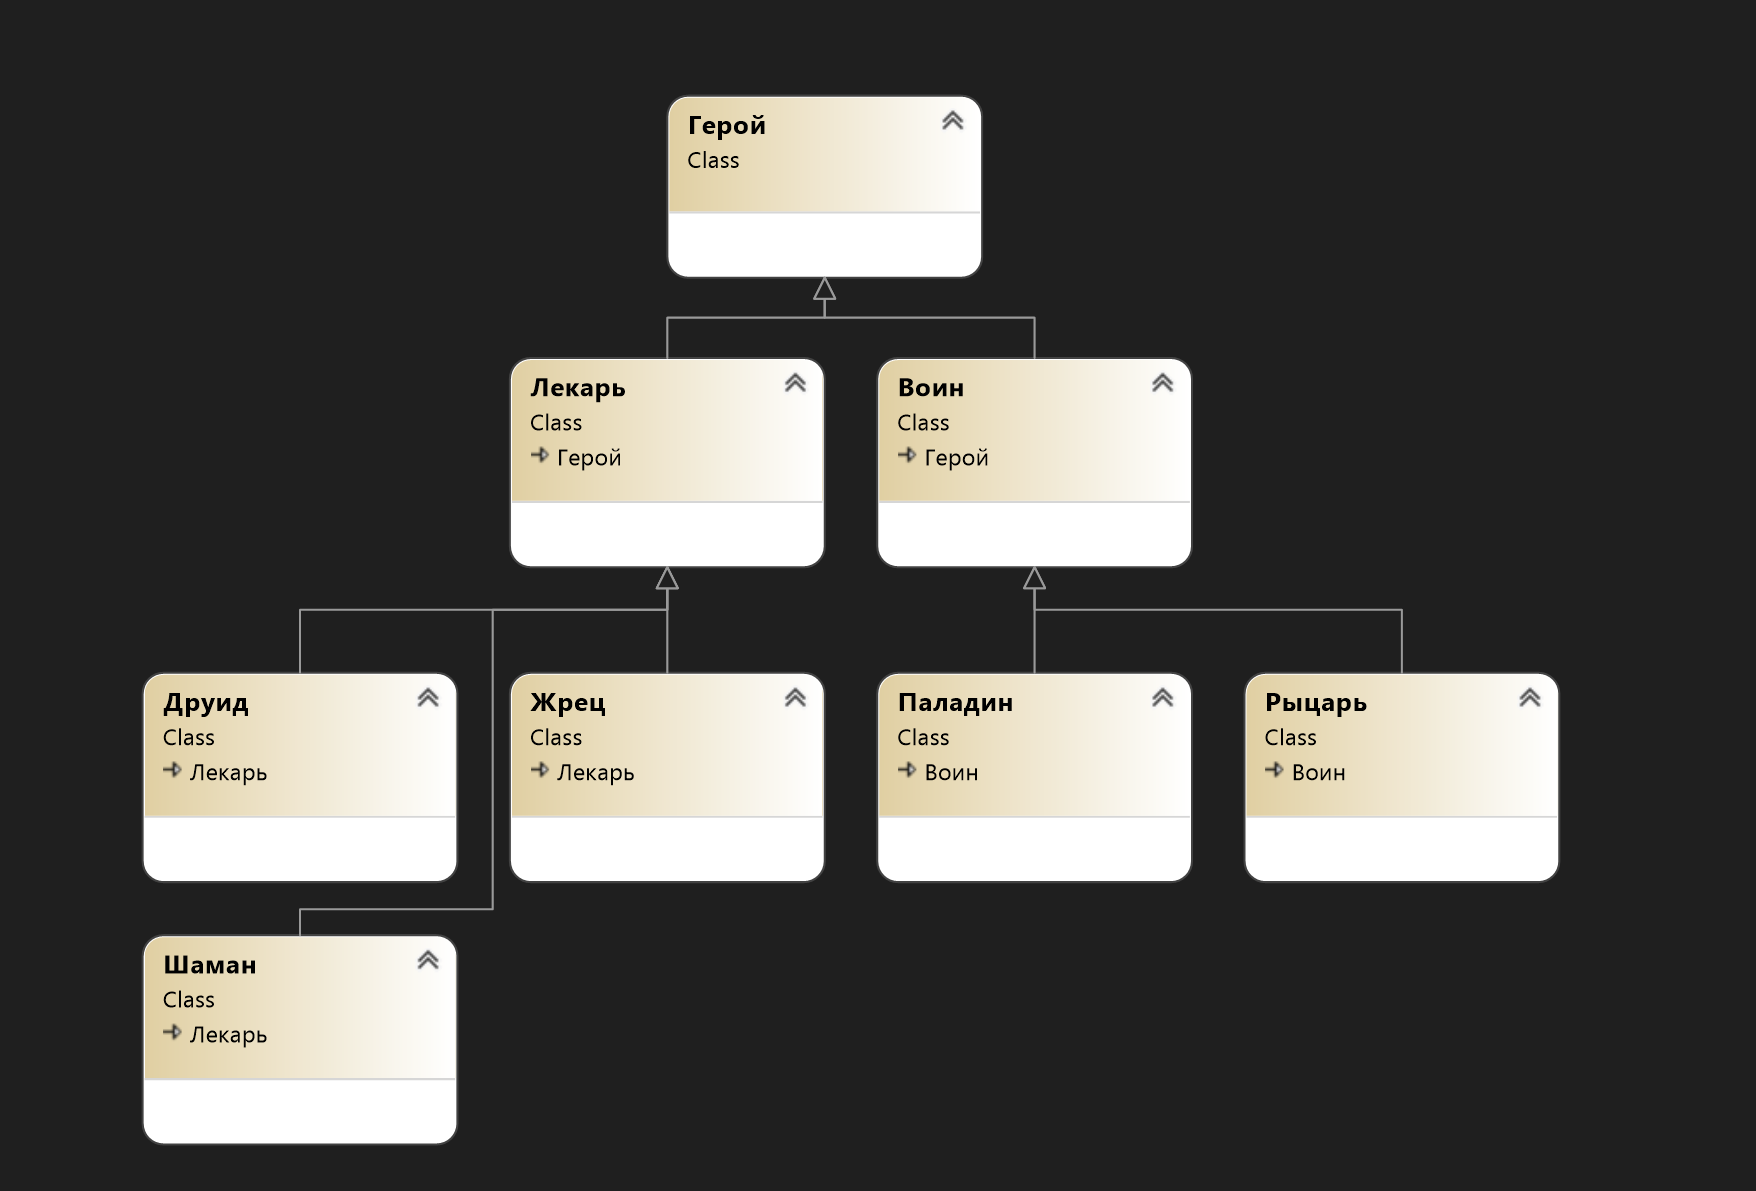 Герой
Class
Лекарь
Class
Герой
Воин
Class
Герой
Друид
Class
Лекарь
Жрец
Class
Лекарь
Паладин
Class
Воин
Рыцарь
Class
Воин
Шаман
Class
Лекарь